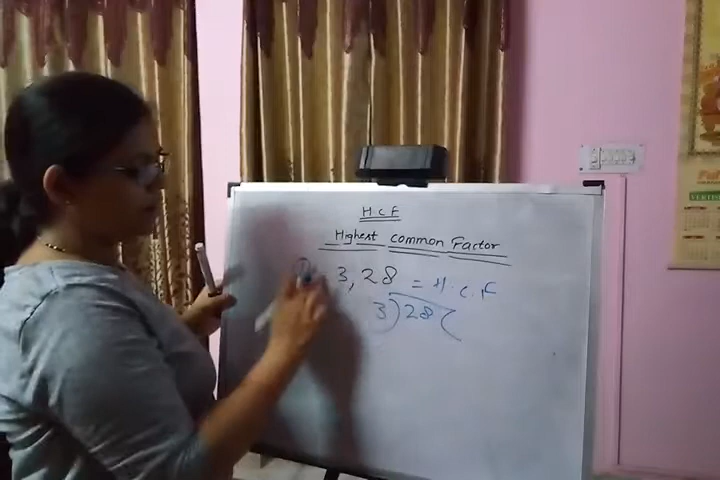 H C F
Highest common Factor
3, 28 = H.C.F
3)28(